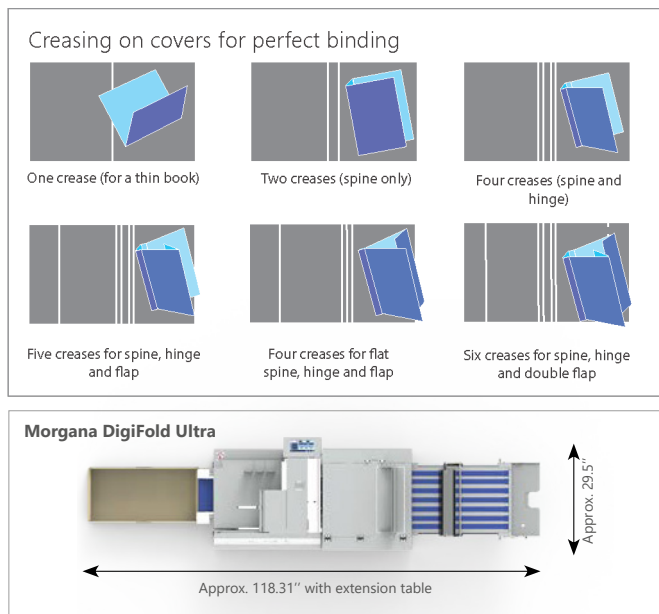 Creasing on covers for perfect binding
One crease (for a thin book)
Two creases (spine only)
Four creases (spine and
hinge)
Five creases for spine, hinge
and flap
Four creases for flat
spine, hinge and flap
Six creases for spine, hinge
and double flap
Morgana DigiFold Ultra
Approx. 29.5’’
Approx. 118.31’’ with extension table